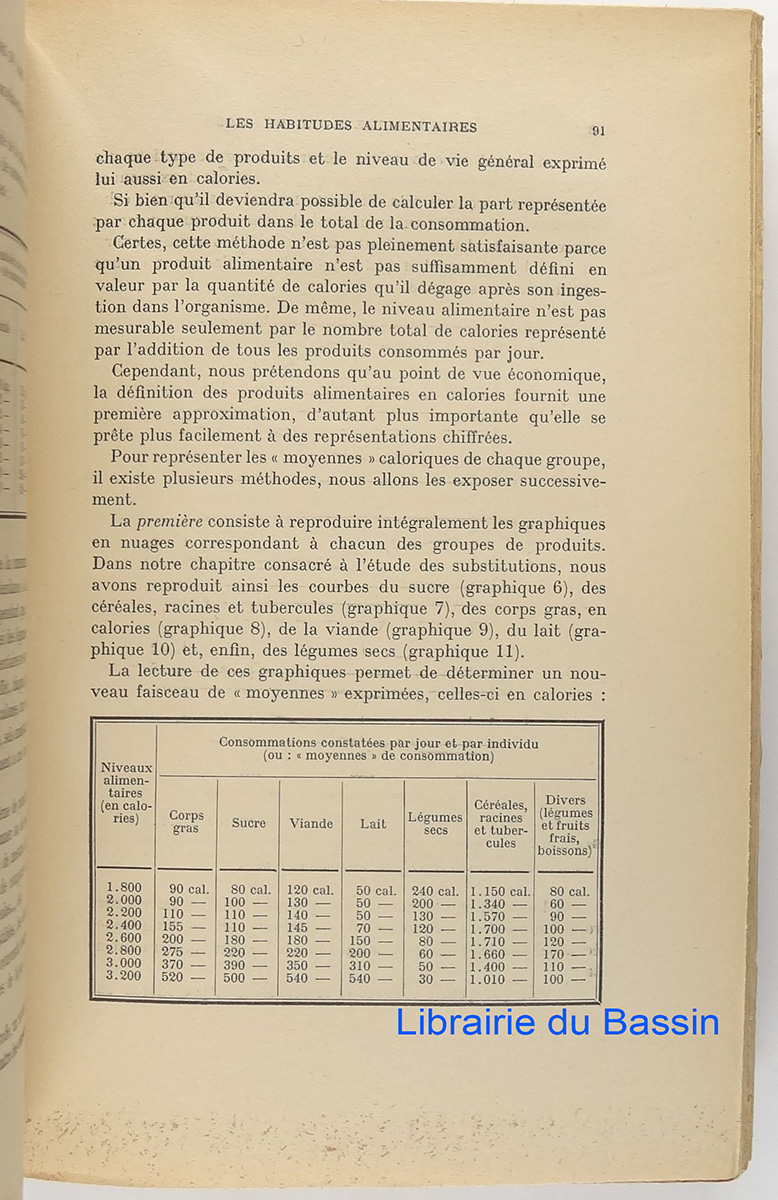 LES HABITUDES ALIMENTAIRES 91
chaque type de produits et le niveau de vie général exprimé
lui aussi en calories.
Si bien qu'il deviendra possible de calculer la part représentée
par chaque produit dans le total de la consommation.
Certes, cette méthode n'est pas pleinement satisfaisante parce
qu'un produit alimentaire n'est pas suffisamment défini en
valeur par la quantité de calories qu'il dégage après son inges-
tion dans l'organisme. De même, le niveau alimentaire n'est pas
mesurable seulement par le nombre total de calories représenté
par l'addition de tous les produits consommés par jour.
Cependant, nous prétendons qu'au point de vue économique,
la définition des produits alimentaires en calories fournit une
première approximation, d'autant plus importante qu'elle se
prête plus facilement à des représentations chiffrées.
Pour représenter les « moyennes » caloriques de chaque groupe,
il existe plusieurs méthodes, nous allons les exposer successive-
ment.
La première consiste à reproduire intégralement les graphiques
en nuages correspondant à chacun des groupes de produits.
Dans notre chapitre consacré à l'étude des substitutions, nous
avons reproduit ainsi les courbes du sucre (graphique 6), des
céréales, racines et tubercules (graphique 7), des corps gras, en
calories (graphique 8), de la viande (graphique 9), du lait (gra-
phique 10) et, enfin, des légumes secs (graphique 11).
La lecture de ces graphiques permet de déterminer un nou-
veau faisceau de « moyennes » exprimées, celles-ci en calories :
Niveaux
alimen-
taires
(en calo-
ries)
Consommations constatées par jour et par individu
(ou : « moyennes » de consommation)
Corps
gras
Sucre
Viande
Lait
Légumes
secs
Céréales,
racines
et tuber-
cules
Divers
(légumes
et fruits
frais,
boissons)
1.800 90 cal. 80 cal. 120 cal. 50 cal. 240 cal. 1.150 cal. 80 cal.
2.000 90 — 100 — 130 — 50 — 200 — 1.340 — 60 —
2.200 110 — 110 — 140 — 50 — 130 — 1.570 — 90 —
2.400 155 — 110 — 145 — 70 — 120 — 1.700 — 100 —
2.600 200 — 180 — 180 — 150 — 80 — 1.710 — 120 —
2.800 275 — 220 — 220 — 200 — 60 — 1.660 — 170 —
3.000 370 — 390 — 350 — 310 — 50 — 1.400 — 110 —
3.200 520 — 500 — 540 — 540 — 30 — 1.010 — 100 —
Librairie du Bassin